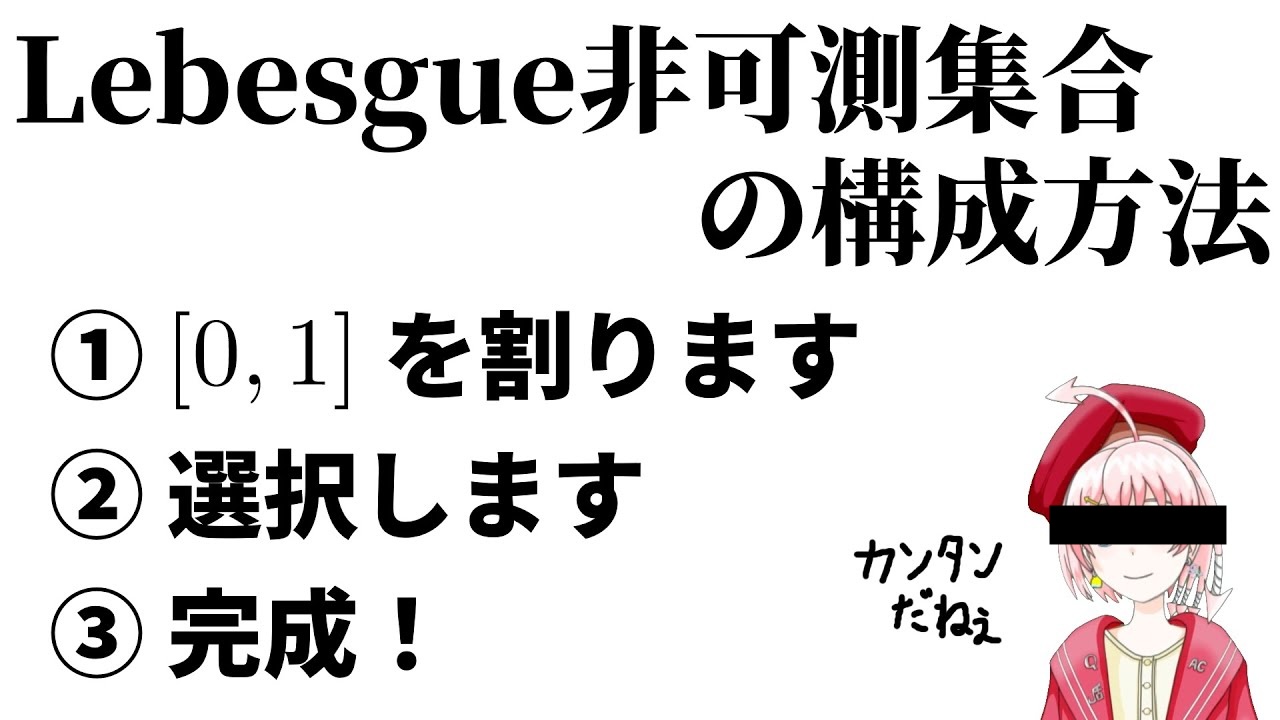 Lebesgue非可測集合
の構成方法
① [0, 1] を割ります
② 選択します
③ 完成！
カンタン
だねぇ
Q
AC